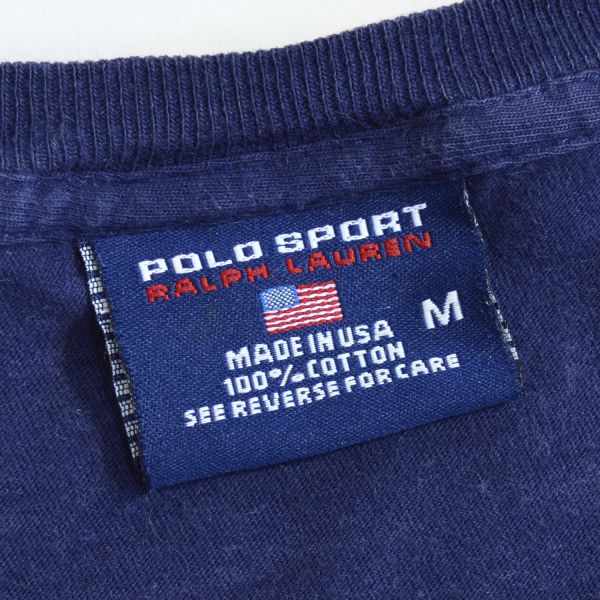 POLO SPORT
RALPH LAUREN
M
MADE IN USA
100% COTTON
SEE REVERSE FOR CARE